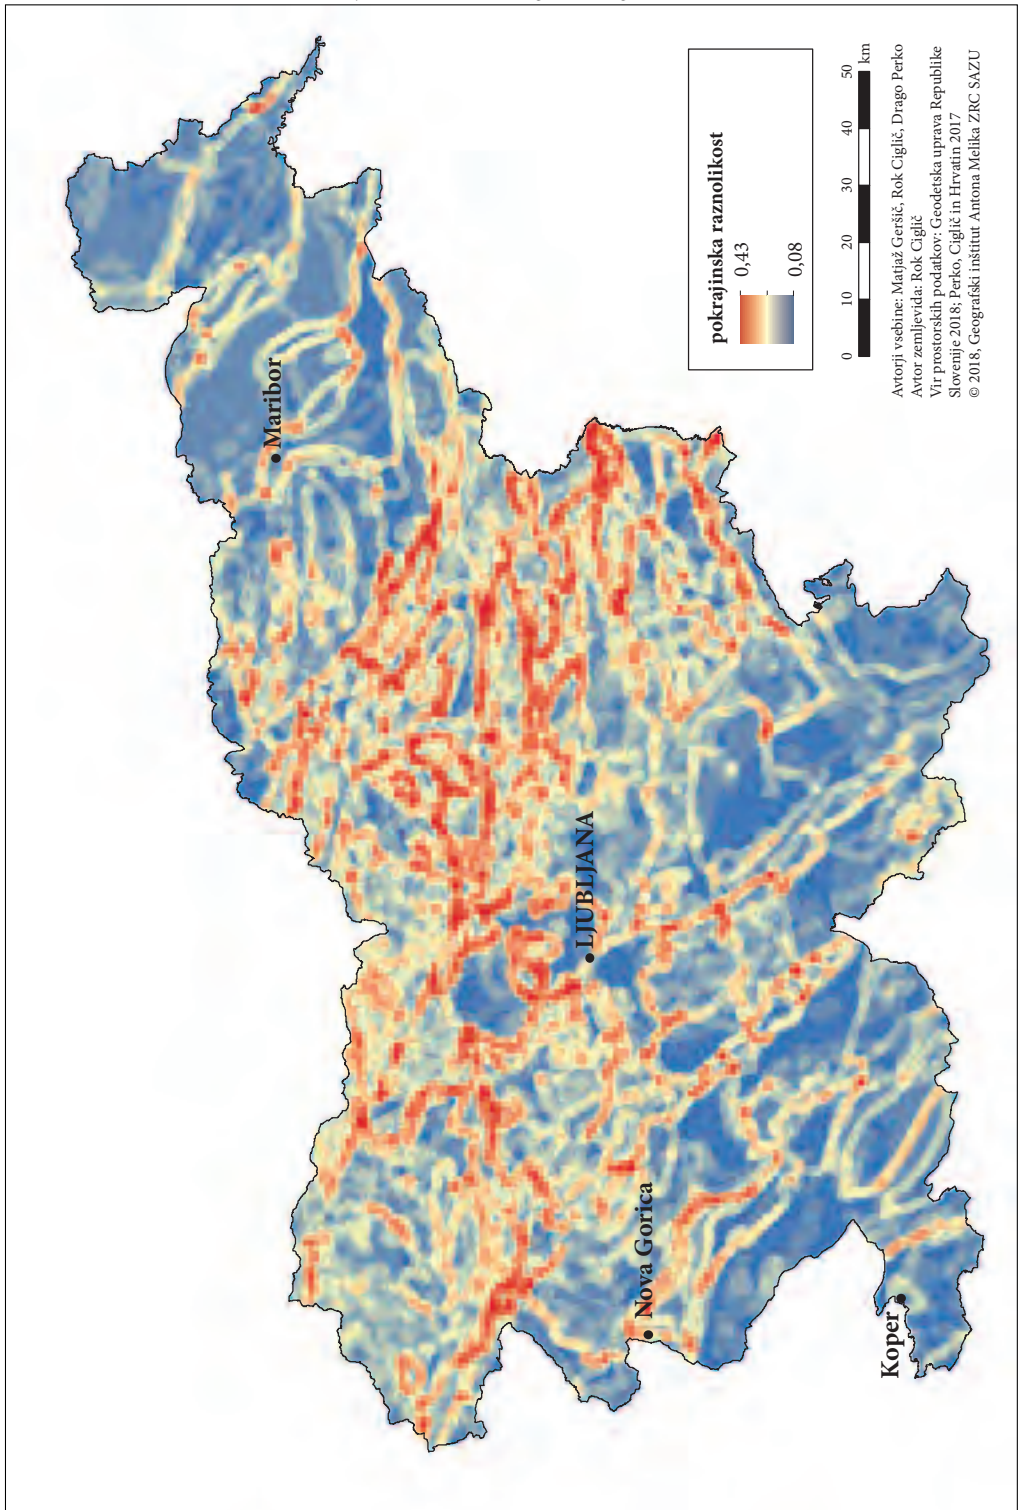 Maribor
LJUBLJANA
Nova Gorica
Koper
pokrajinska raznolikost
0,43
0,08
0 10 20 30 40 50
km
Avtorji vsebine: Matjaž Geršič, Rok Ciglič, Drago Perko
Avtor zemljevida: Rok Ciglič
Vir prostorskih podatkov: Geodetska uprava Republike
Slovenije 2018; Perko, Ciglič in Hrvatin 2017
© 2018, Geografski inštitut Antona Melika ZRC SAZU